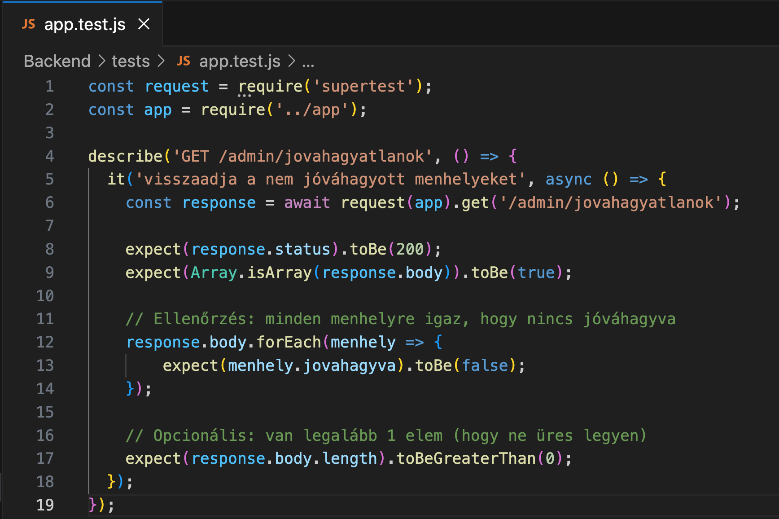 JS app.test.js ×
Backend > tests > JS app.test.js > ...
1 const request = require('supertest');
2 const app = require('../app');
3
4 describe('GET /admin/jovahagyatlanok', () => {
5 it('visszaadja a nem jóváhagyott menhelyeket', async () => {
6 const response = await request(app).get('/admin/jovahagyatlanok');
7
8 expect(response.status).toBe(200);
9 expect(Array.isArray(response.body)).toBe(true);
10
11 // Ellenőrzés: minden menhelyre igaz, hogy nincs jóváhagyva
12 response.body.forEach(menhely => {
13 expect(menhely.jovahagyva).toBe(false);
14 });
15
16 // Opcionális: van legalább 1 elem (hogy ne üres legyen)
17 expect(response.body.length).toBeGreaterThan(0);
18 });
19 });